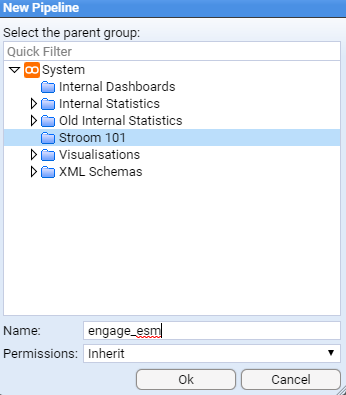 New Pipeline
Select the parent group:
Quick Filter
System
Internal Dashboards
Internal Statistics
Old Internal Statistics
Stroom 101
Visualisations
XML Schemas
Name: engage_esm
Permissions: Inherit
Ok Cancel